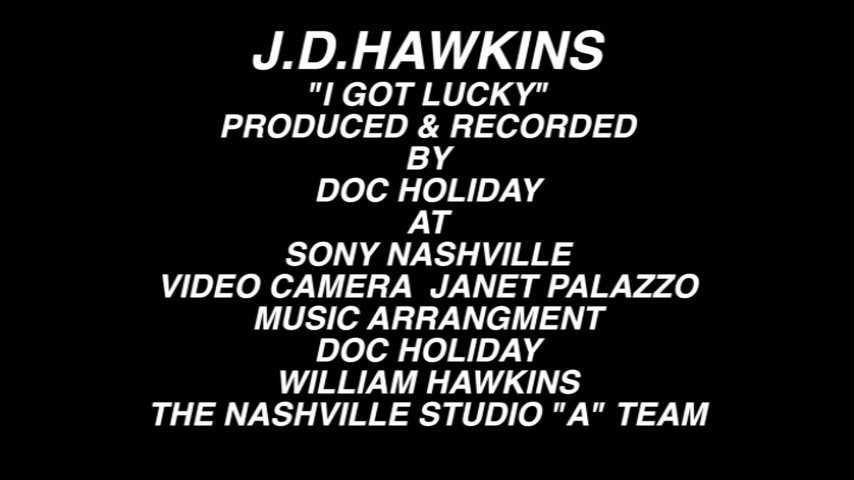 J.D.HAWKINS
"I GOT LUCKY"
PRODUCED & RECORDED
BY
DOC HOLIDAY
AT
SONY NASHVILLE
VIDEO CAMERA  JANET PALAZZO
MUSIC ARRANGMENT
DOC HOLIDAY
WILLIAM HAWKINS
THE NASHVILLE STUDIO "A" TEAM